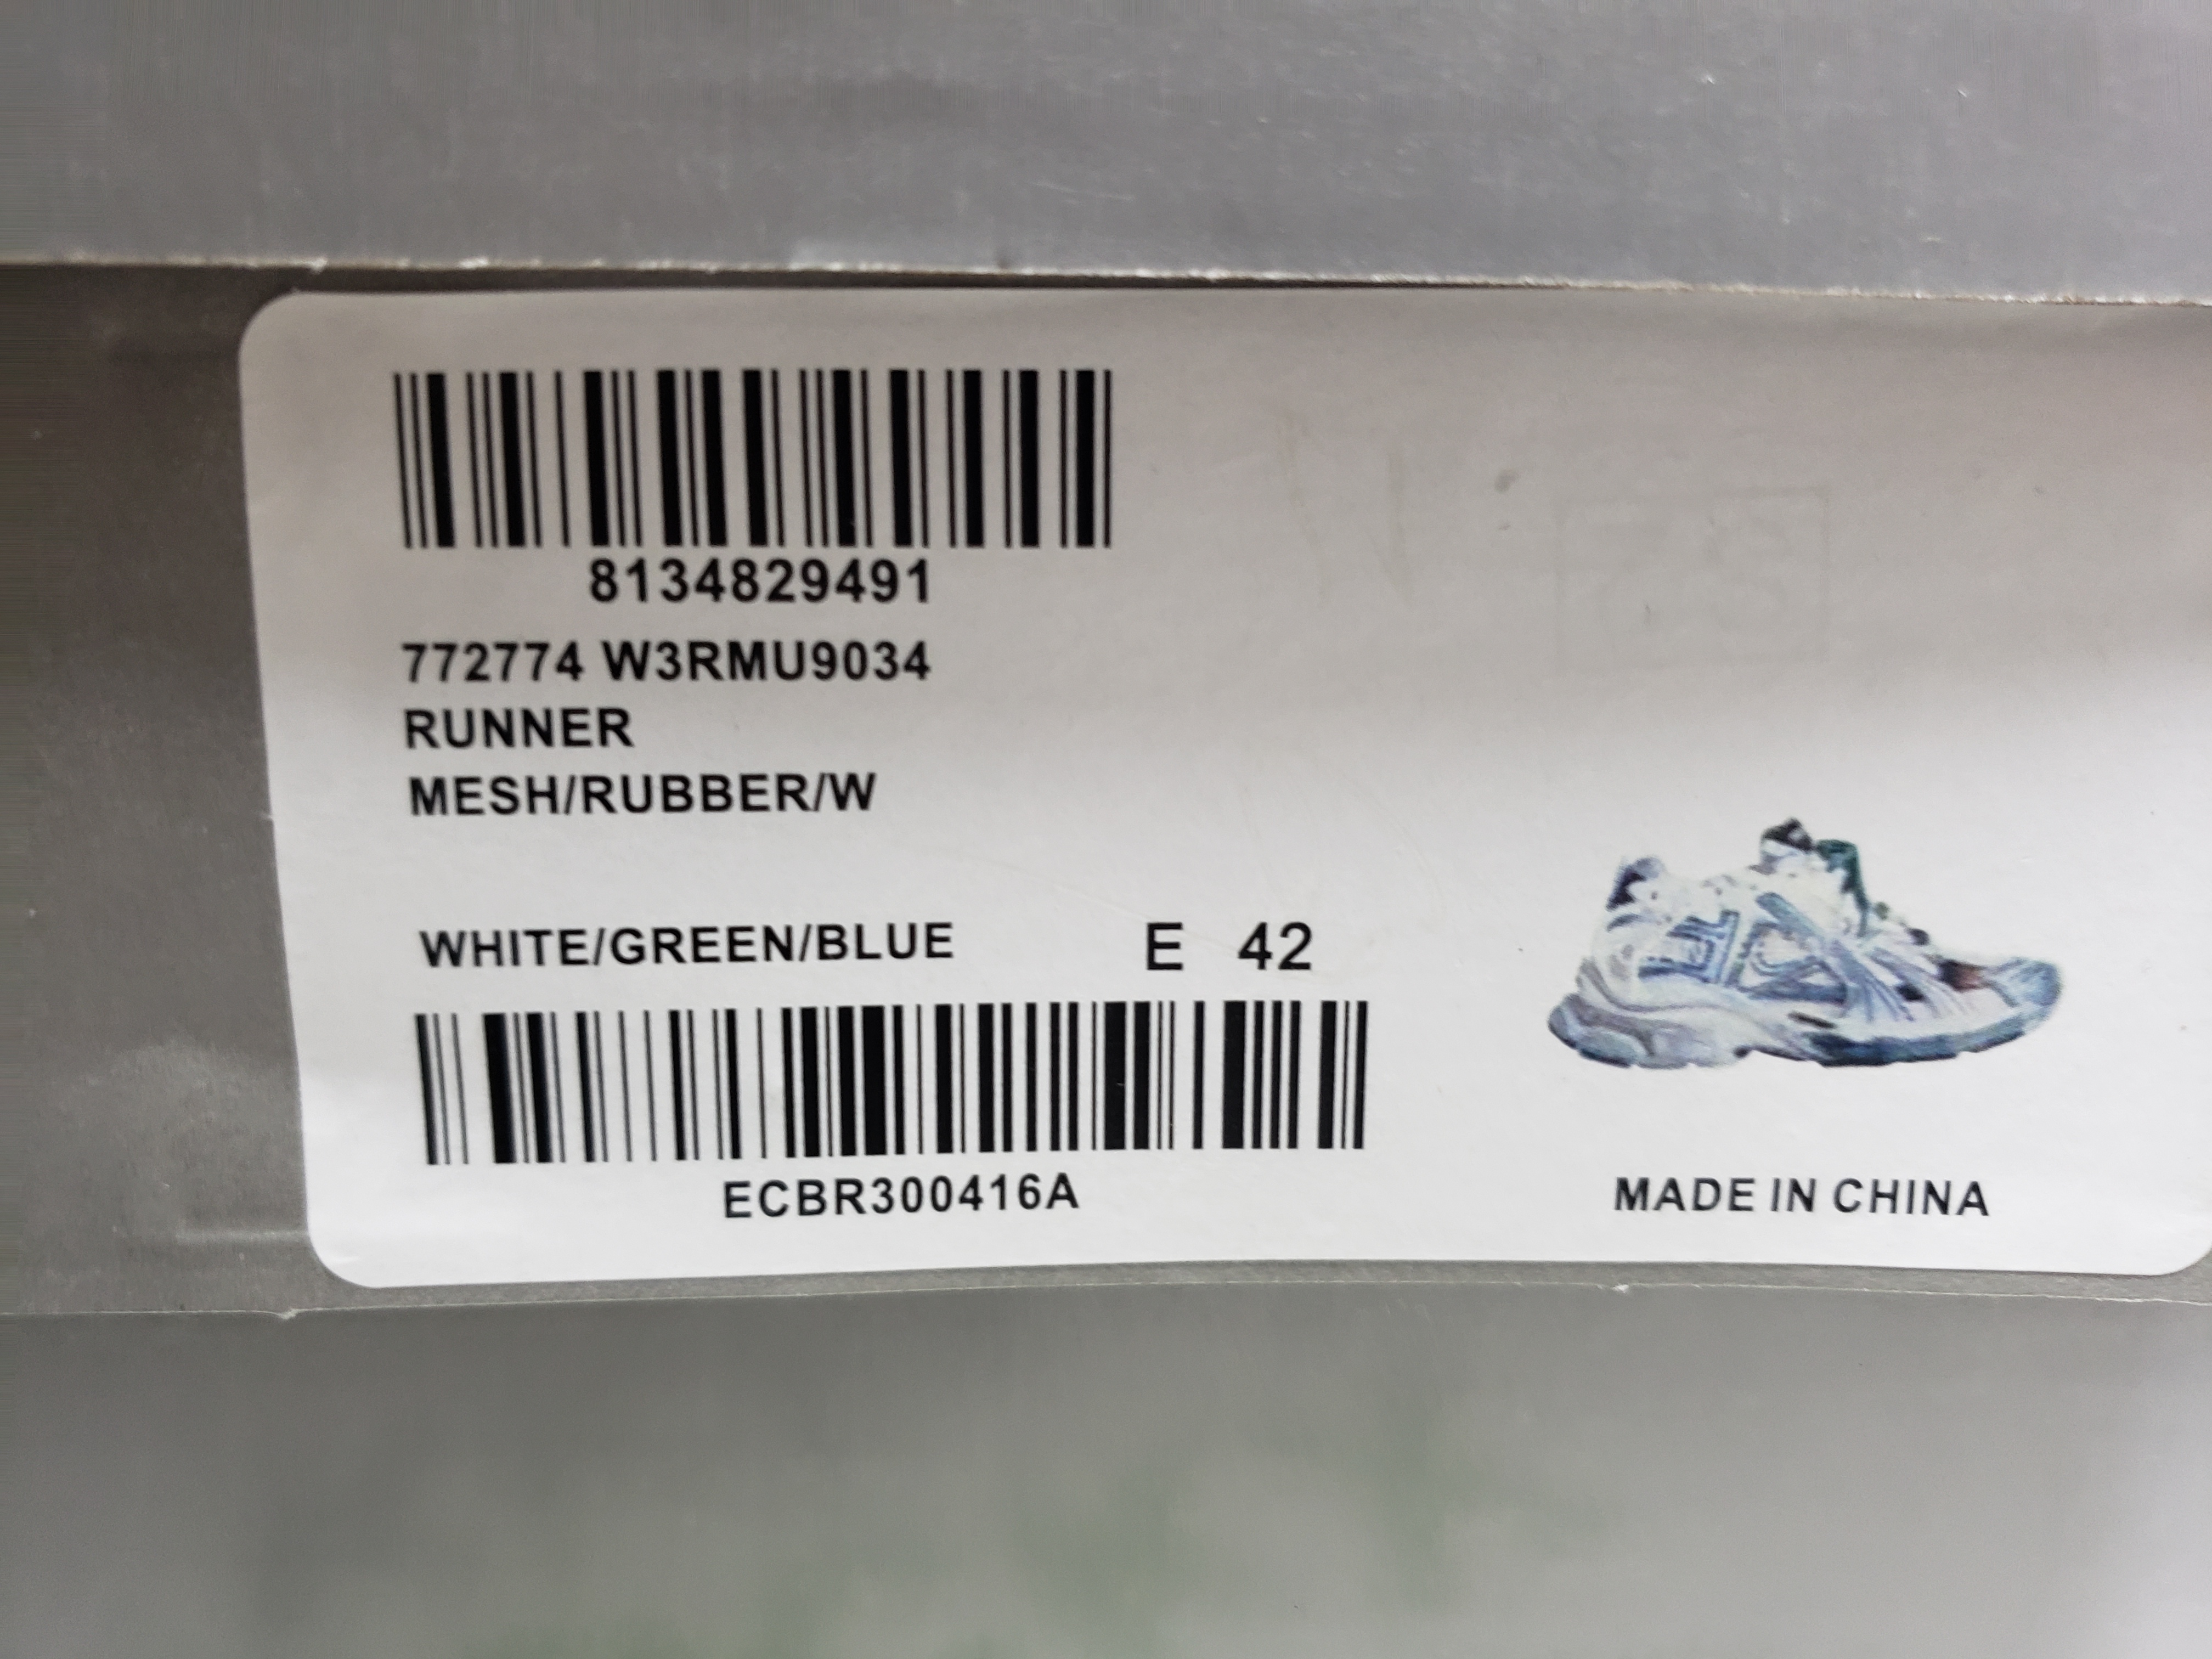 8134829491
772774 W3RMU9034
RUNNER
MESH/RUBBER/W
WHITE/GREEN/BLUE E 42
ECBR300416A
MADE IN CHINA